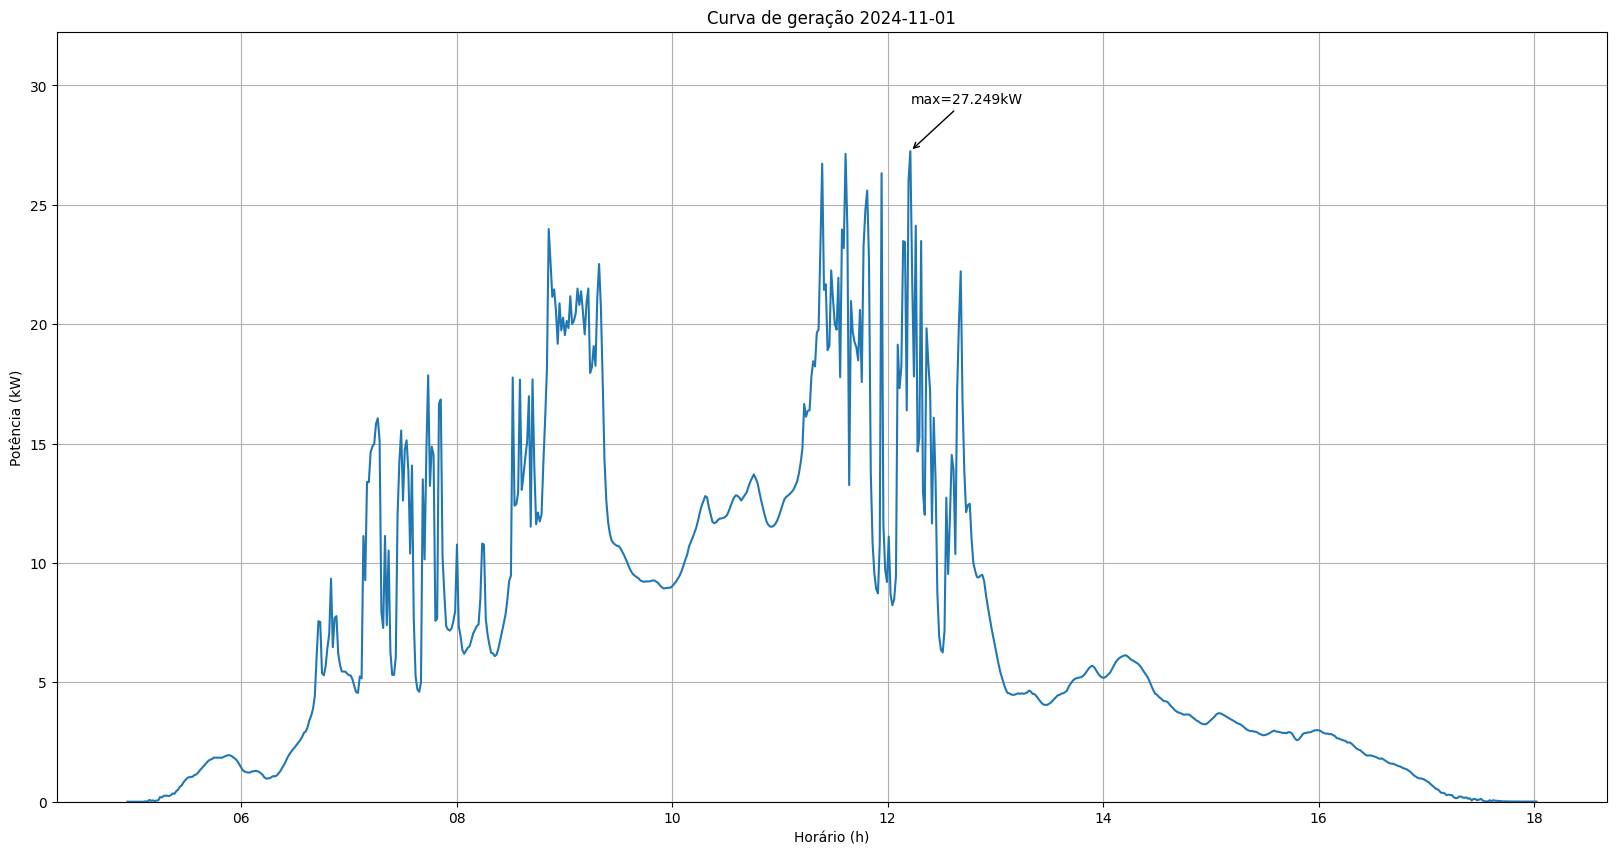 Curva de geração 2024-11-01
30
max=27.249kW
25
20
15
Potência (kW)
10
5
0
06 08 10 12 14 16 18
Horário (h)